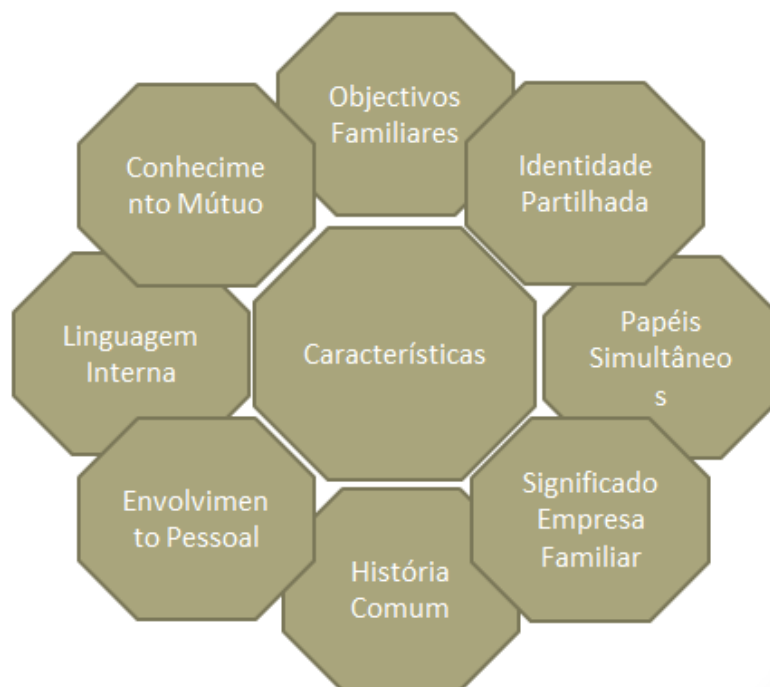 Objectivos
Familiares
Identidade
Partilhada
Papéis
Simultâneo
s
Significado
Empresa
Familiar
História
Comum
Envolvimen
to Pessoal
Linguagem
Interna
Conhecime
nto Mútuo
Característícas